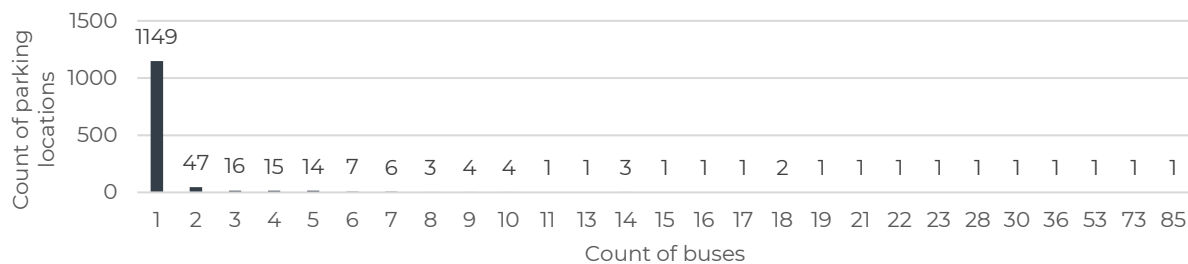 Count of parking
locations
1500
1000
500
0
1149 47 16 15 14 7 6 3 4 4 1 1 3 1 1 1 2 1 1 1 1 1 1 1 1 1 1
1 2 3 4 5 6 7 8 9 10 11 13 14 15 16 17 18 19 21 22 23 28 30 36 53 73 85
Count of buses